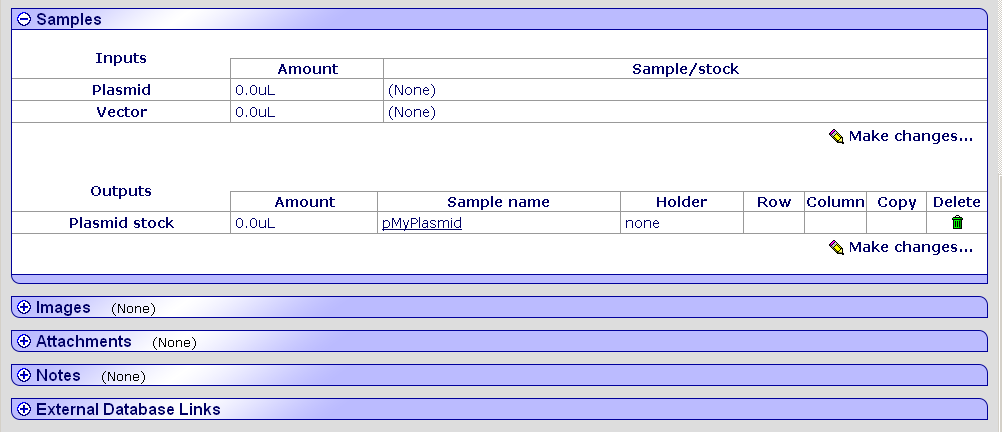 Samples
Inputs
Amount Sample/stock
Plasmid 0.0uL (None)
Vector 0.0uL (None)
Make changes...
Outputs
Amount Sample name Holder Row Column Copy Delete
Plasmid stock 0.0uL pMyPlasmid none
Make changes...
Images (None)
Attachments (None)
Notes (None)
External Database Links